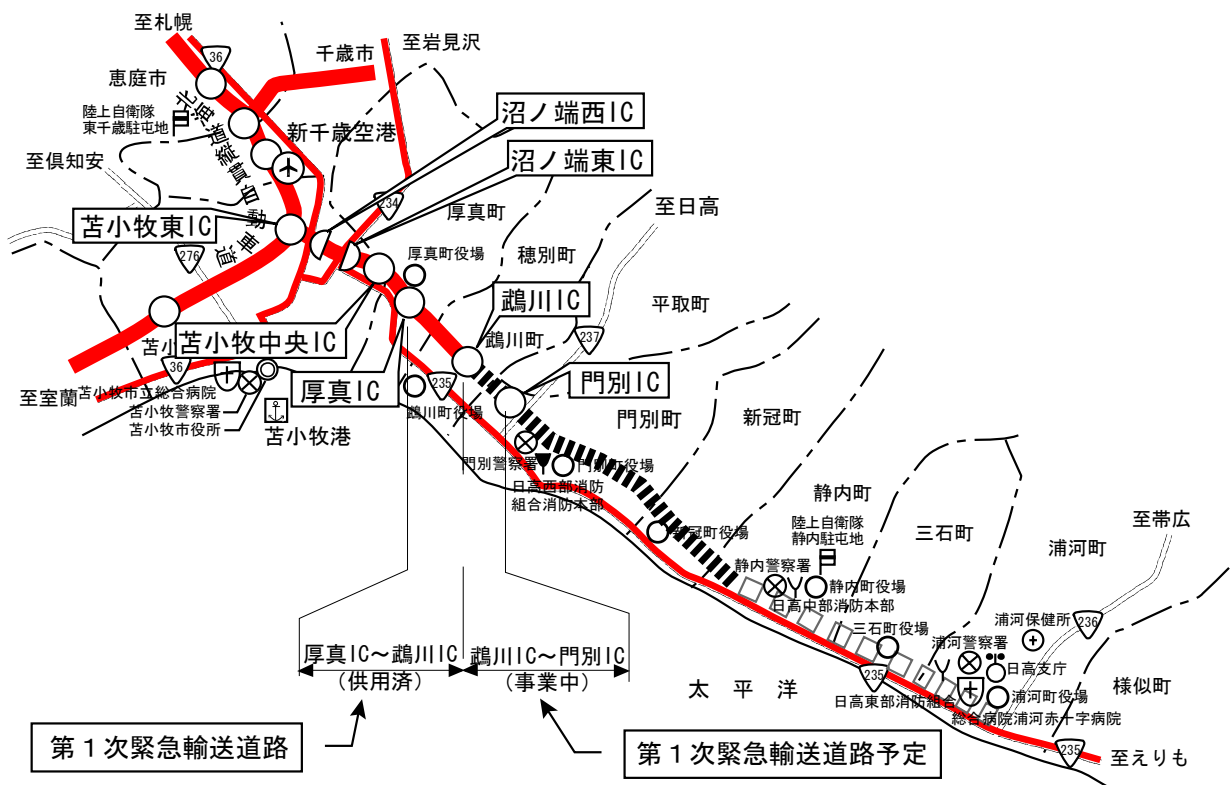 至札幌
36
恵庭市
千歳市
至岩見沢
陸上自衛隊
東千歳駐屯地
北海道縦貫自動車道
新千歳空港
沼ノ端西IC
沼ノ端東IC
至倶知安
苫小牧東IC
276
234
厚真町
至日高
厚真町役場
穂別町
平取町
鵡川IC
鵡川町
237
苫小牧中央IC
苫小
36
厚真IC
235
門別IC
至室蘭
苫小牧市立総合病院
苫小牧警察署
苫小牧市役所
苫小牧港
鵡川町役場
門別町
新冠町
門別警察署
門別町役場
日高西部消防
組合消防本部
新冠町役場
静内町
陸上自衛隊
静内駐屯地
三石町
浦河町
至帯広
静内警察署
静内町役場
日高中部消防本部
三石町役場
浦河保健所
236
浦河警察署
日高支庁
235
日高東部消防組合
浦河町役場
総合病院浦河赤十字病院
様似町
太平洋
235
至えりも
厚真IC～鵡川IC
(供用済)
鵡川IC～門別IC
(事業中)
第1次緊急輸送道路
第1次緊急輸送道路予定